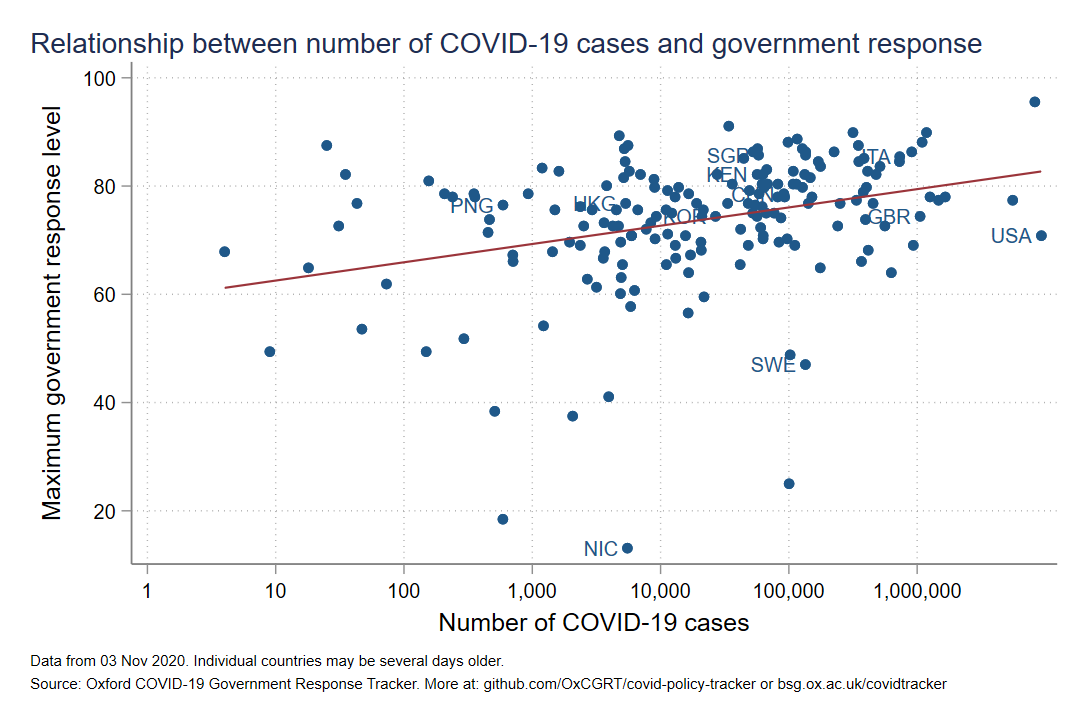 Relationship between number of COVID-19 cases and government response
Maximum government response level
100
80
60
40
20
SGP
ITA
KEN
CHN
PNG
HKG
KOR
GBR
USA
SWE
NIC
1
10
100
1,000
10,000
100,000
1,000,000
Number of COVID-19 cases
Data from 03 Nov 2020. Individual countries may be several days older.
Source: Oxford COVID-19 Government Response Tracker. More at: github.com/OxCGRT/covid-policy-tracker or bsg.ox.ac.uk/covidtracker